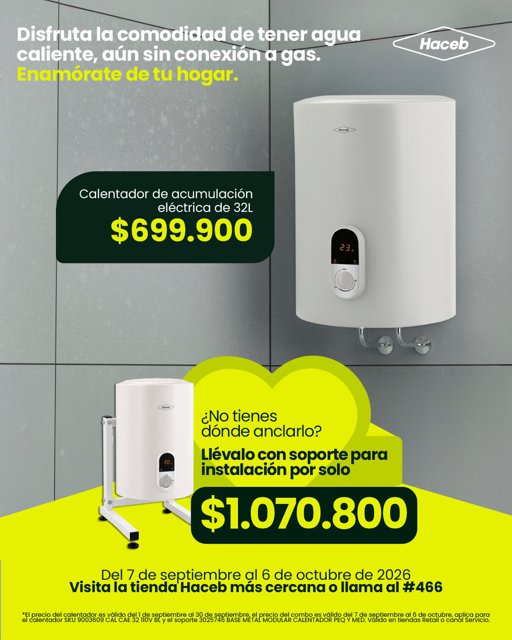 Disfruta la comodidad de tener agua
caliente, aún sin conexión a gas.
Enamórate de tu hogar.
Haceb
Haceb
Calentador de acumulación
eléctrica de 32L
$699.900
23
¿No tienes
dónde anclarlo?
Llévalo con soporte para
instalación por solo
$1.070.800
Haceb
Del 7 de septiembre al 6 de octubre de 2026
Visita la tienda Haceb más cercana o llama al #466
*El precio del calentador es válido del 1 de septiembre al 30 de septiembre, el precio del combo es válido del 7 de septiembre al 6 de octubre, aplica para
el calentador SKU 9003609 CAL CAE 32 110V BE y el soporte 3025746 BASE METAL MODULAR CALENTADOR PEQ Y MED. Válido en tiendas Retail o canal Servicio.